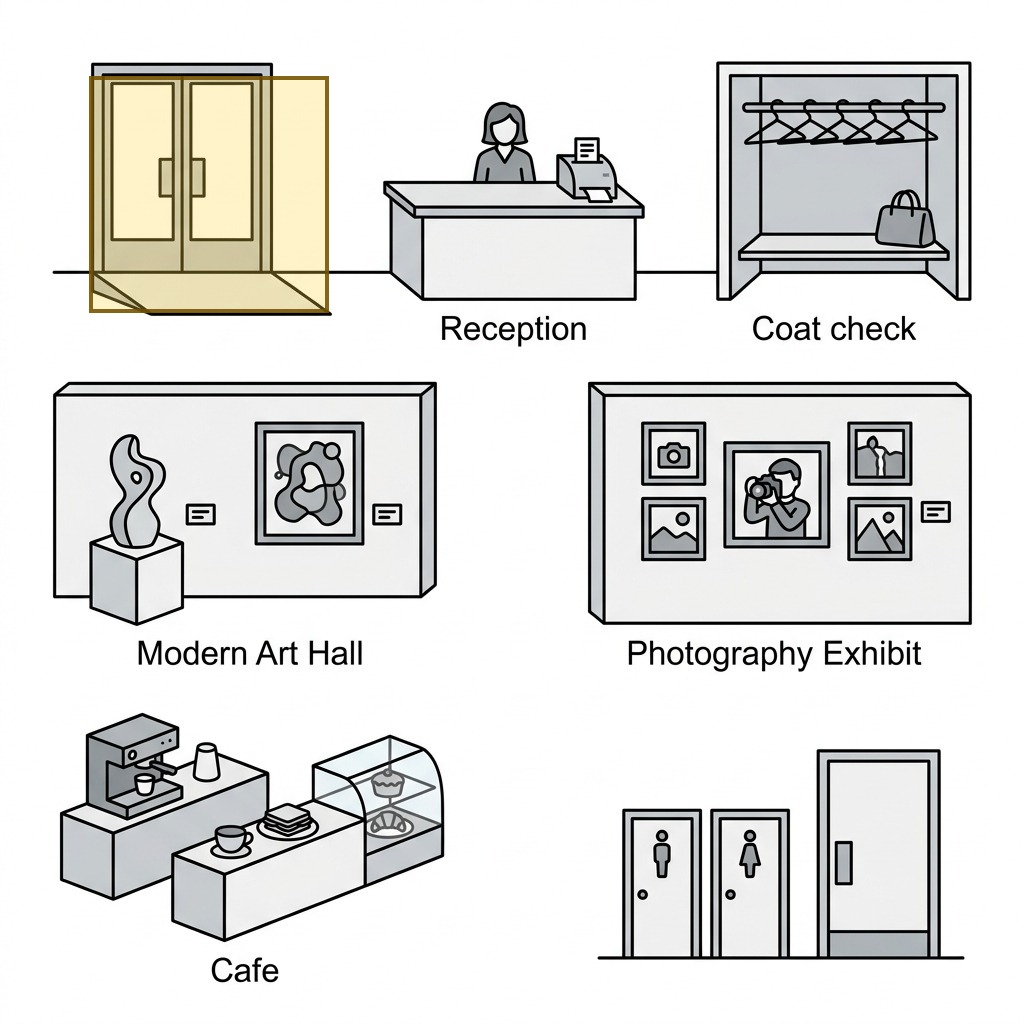 Reception
Coat check
Modern Art Hall
Photography Exhibit
Cafe